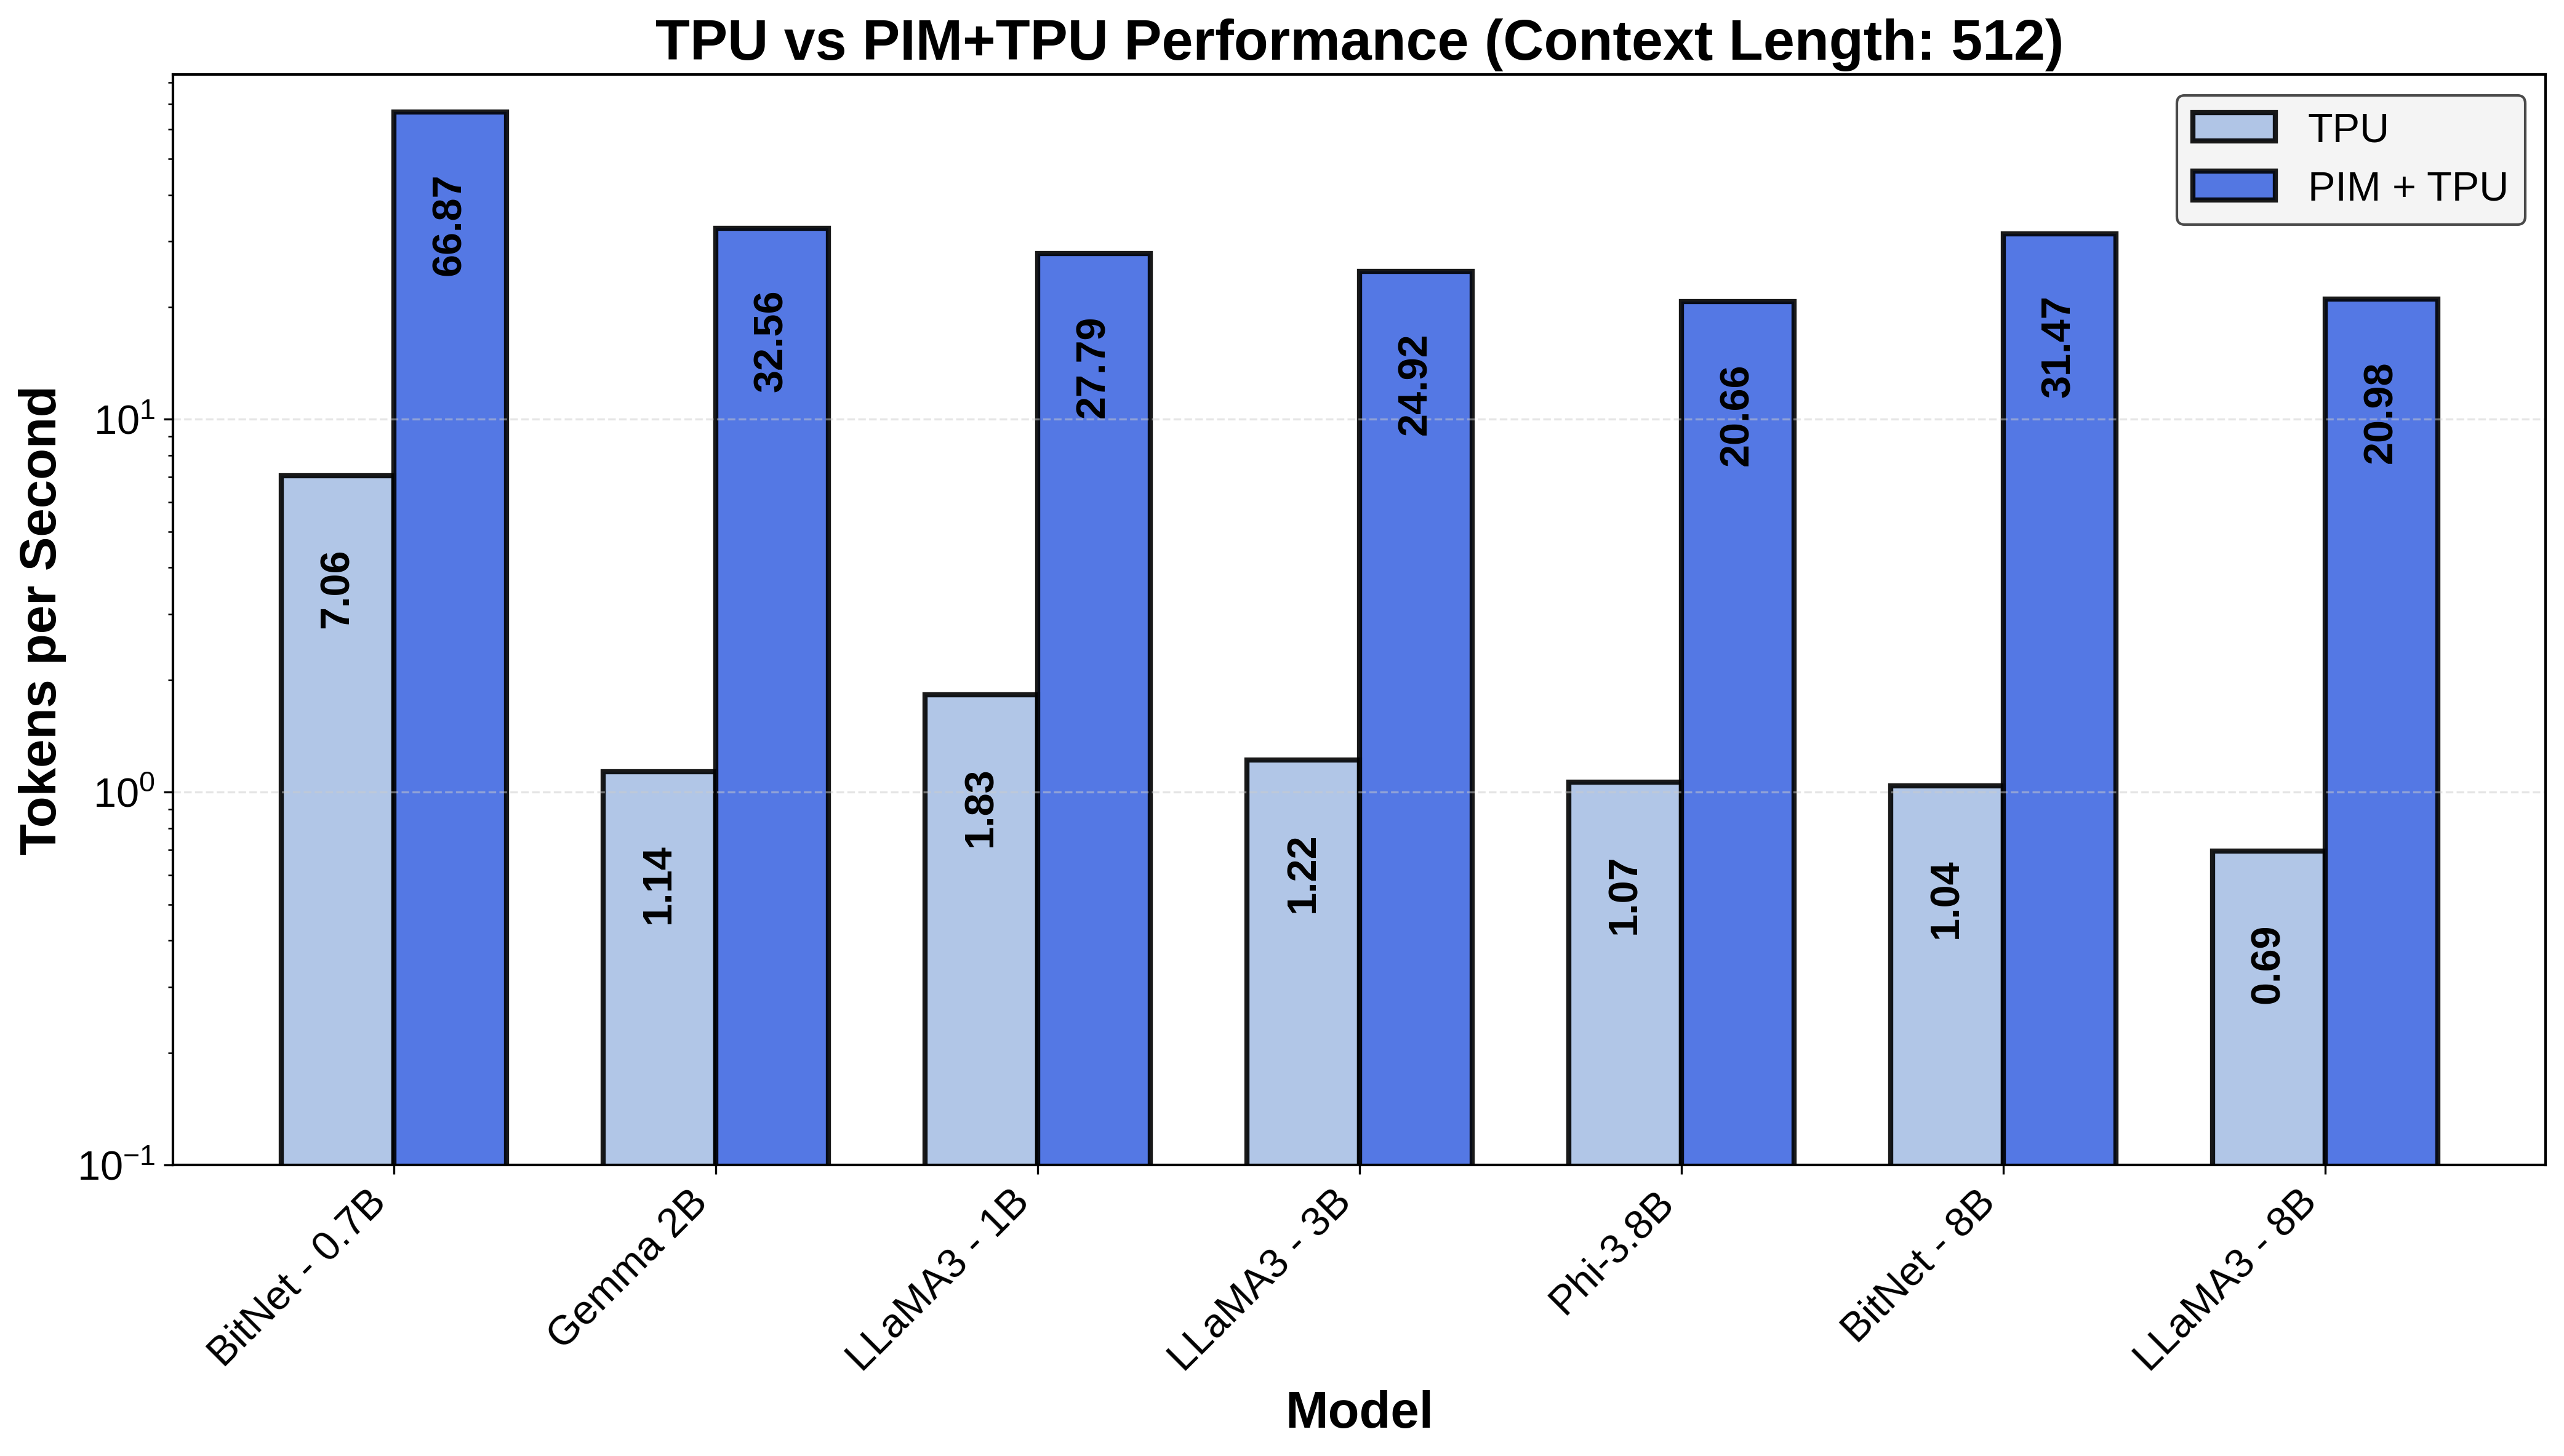 TPU vs PIM+TPU Performance (Context Length: 512)
TPU
PIM + TPU
Tokens per Second
10¹
10⁰
10⁻¹
7.06
66.87
1.14
32.56
1.83
27.79
1.22
24.92
1.07
20.66
1.04
31.47
0.69
20.98
BitNet - 0.7B
Gemma 2B
LLaMA3 - 1B
LLaMA3 - 3B
Phi-3.8B
BitNet - 8B
LLaMA3 - 8B
Model